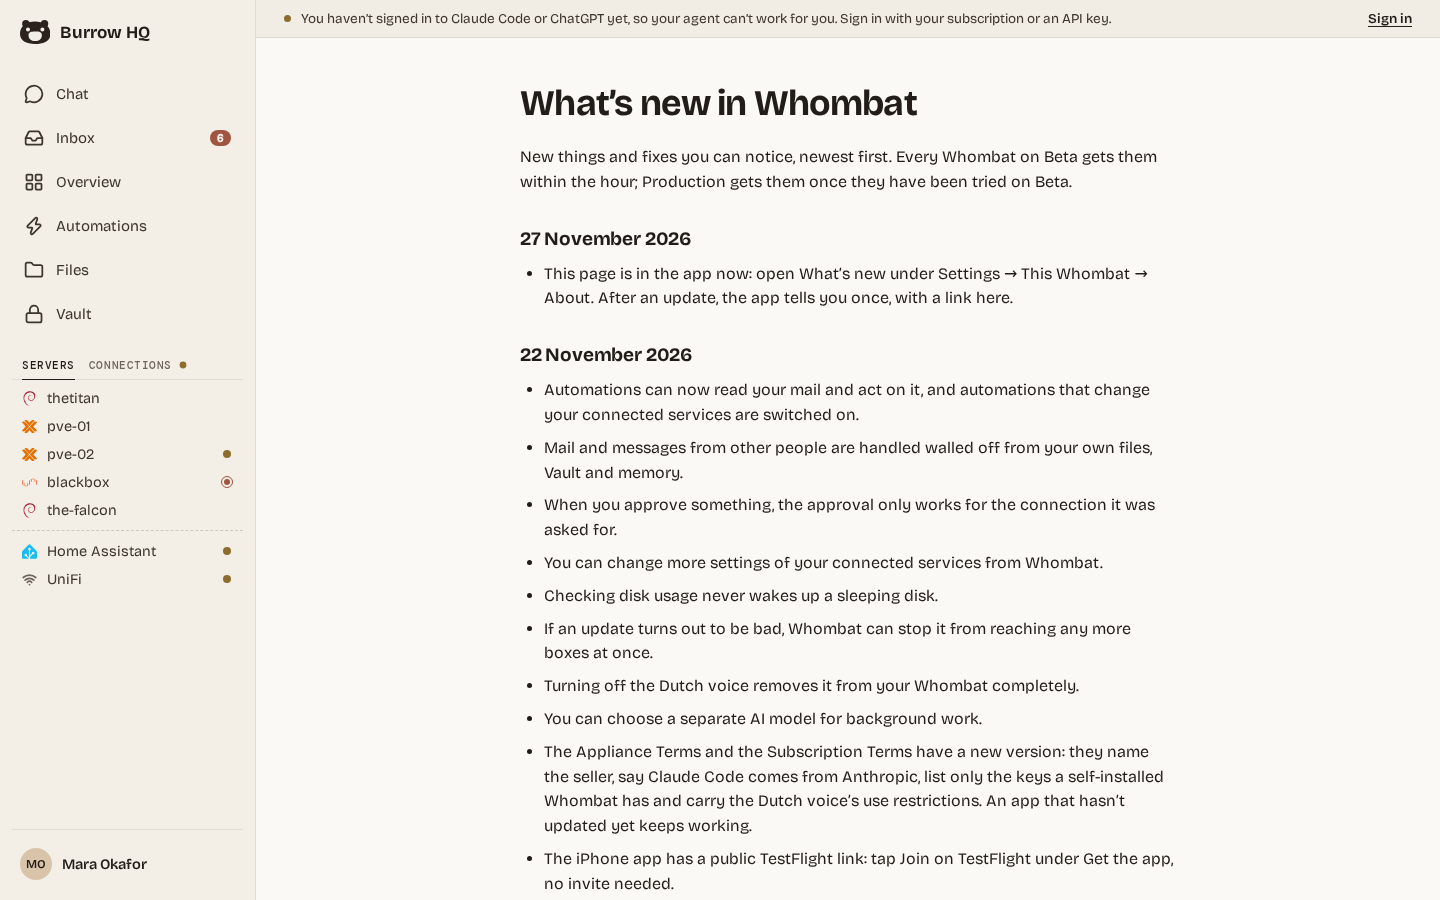 Burrow HQ
Chat
Inbox
6
Overview
Automations
Files
Vault
SERVERS
CONNECTIONS
thetitan
pve-01
pve-02
blackbox
the-falcon
Home Assistant
UniFi
MO
Mara Okafor
You haven't signed in to Claude Code or ChatGPT yet, so your agent can't work for you. Sign in with your subscription or an API key.
Sign in
What's new in Whombat
New things and fixes you can notice, newest first. Every Whombat on Beta gets them
within the hour; Production gets them once they have been tried on Beta.
27 November 2026
• This page is in the app now: open What's new under Settings → This Whombat →
About. After an update, the app tells you once, with a link here.
22 November 2026
• Automations can now read your mail and act on it, and automations that change
your connected services are switched on.
• Mail and messages from other people are handled walled off from your own files,
Vault and memory.
• When you approve something, the approval only works for the connection it was
asked for.
• You can change more settings of your connected services from Whombat.
• Checking disk usage never wakes up a sleeping disk.
• If an update turns out to be bad, Whombat can stop it from reaching any more
boxes at once.
• Turning off the Dutch voice removes it from your Whombat completely.
• You can choose a separate AI model for background work.
• The Appliance Terms and the Subscription Terms have a new version: they name
the seller, say Claude Code comes from Anthropic, list only the keys a self-installed
Whombat has and carry the Dutch voice's use restrictions. An app that hasn't
updated yet keeps working.
• The iPhone app has a public TestFlight link: tap Join on TestFlight under Get the app,
no invite needed.